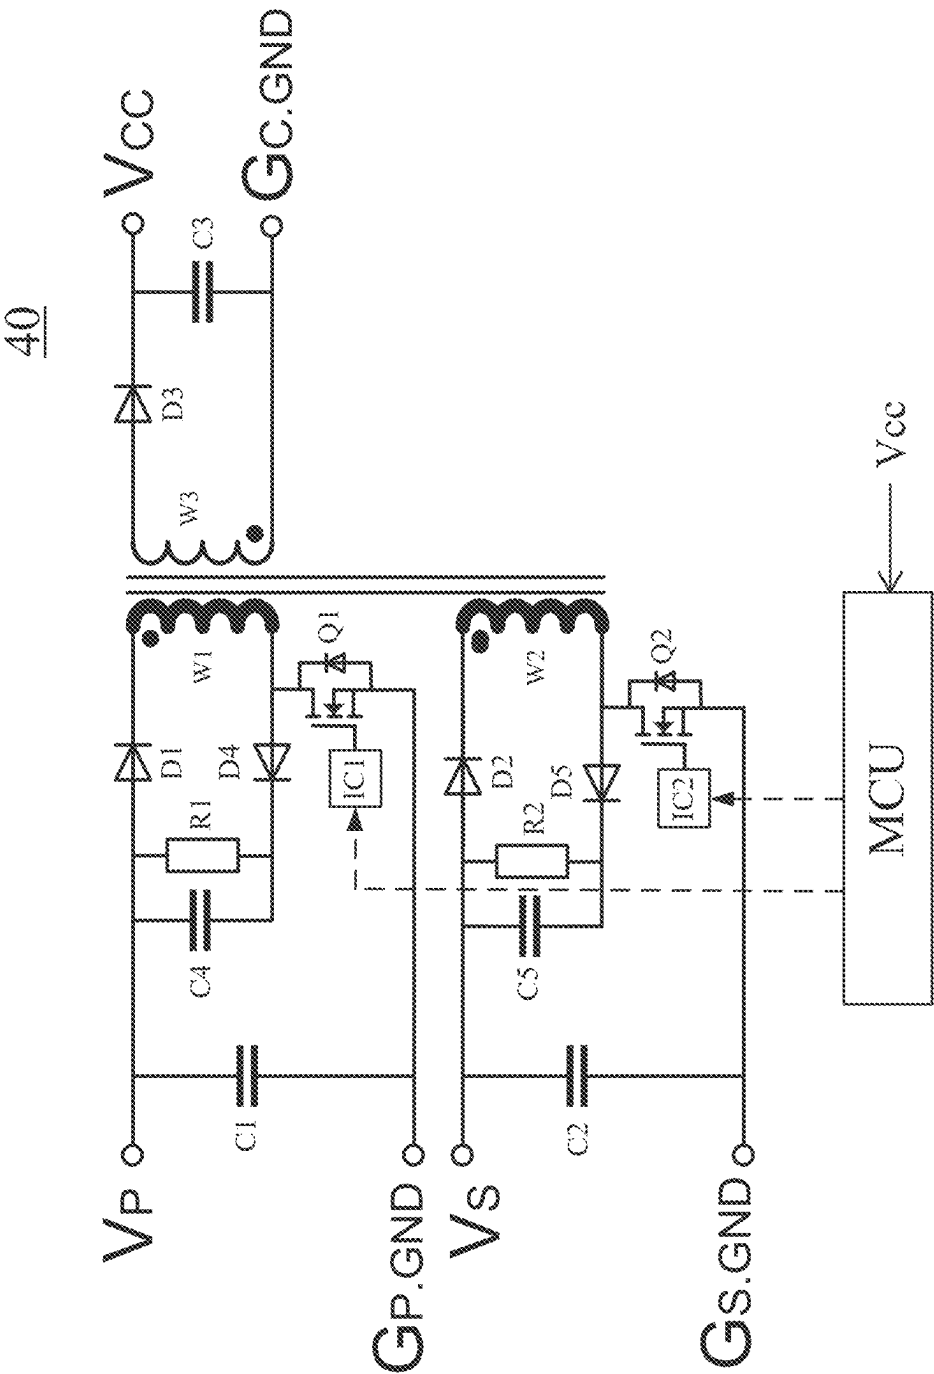 40
VP
GP.GND
C1
C4
R1
D1
D4
W1
IC1
Q1
W3
D3
C3
VCC
GC.GND
VS
GS.GND
C2
C5
R2
D2
D5
W2
IC2
Q2
MCU
Vcc